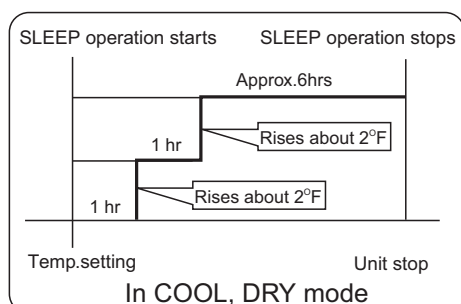 SLEEP operation starts
SLEEP operation stops
Approx.6hrs
1 hr
Rises about 2°F
1 hr
Rises about 2°F
Temp.setting
Unit stop
In COOL, DRY mode